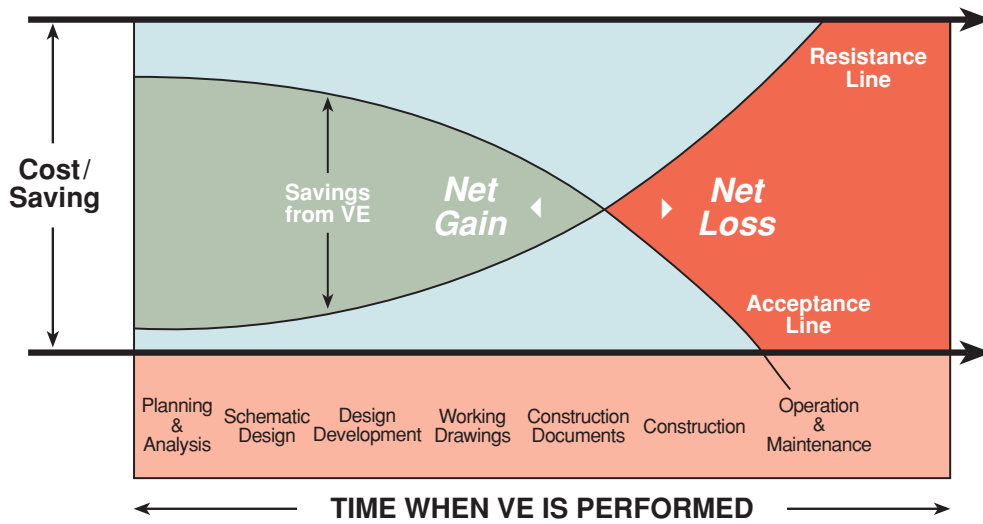 Resistance
Line
Cost/
Saving
Savings
from VE
Net
Gain
Net
Loss
Acceptance
Line
Planning
&
Analysis
Schematic
Design
Design
Development
Working
Drawings
Construction
Documents
Construction
Operation
&
Maintenance
TIME WHEN VE IS PERFORMED